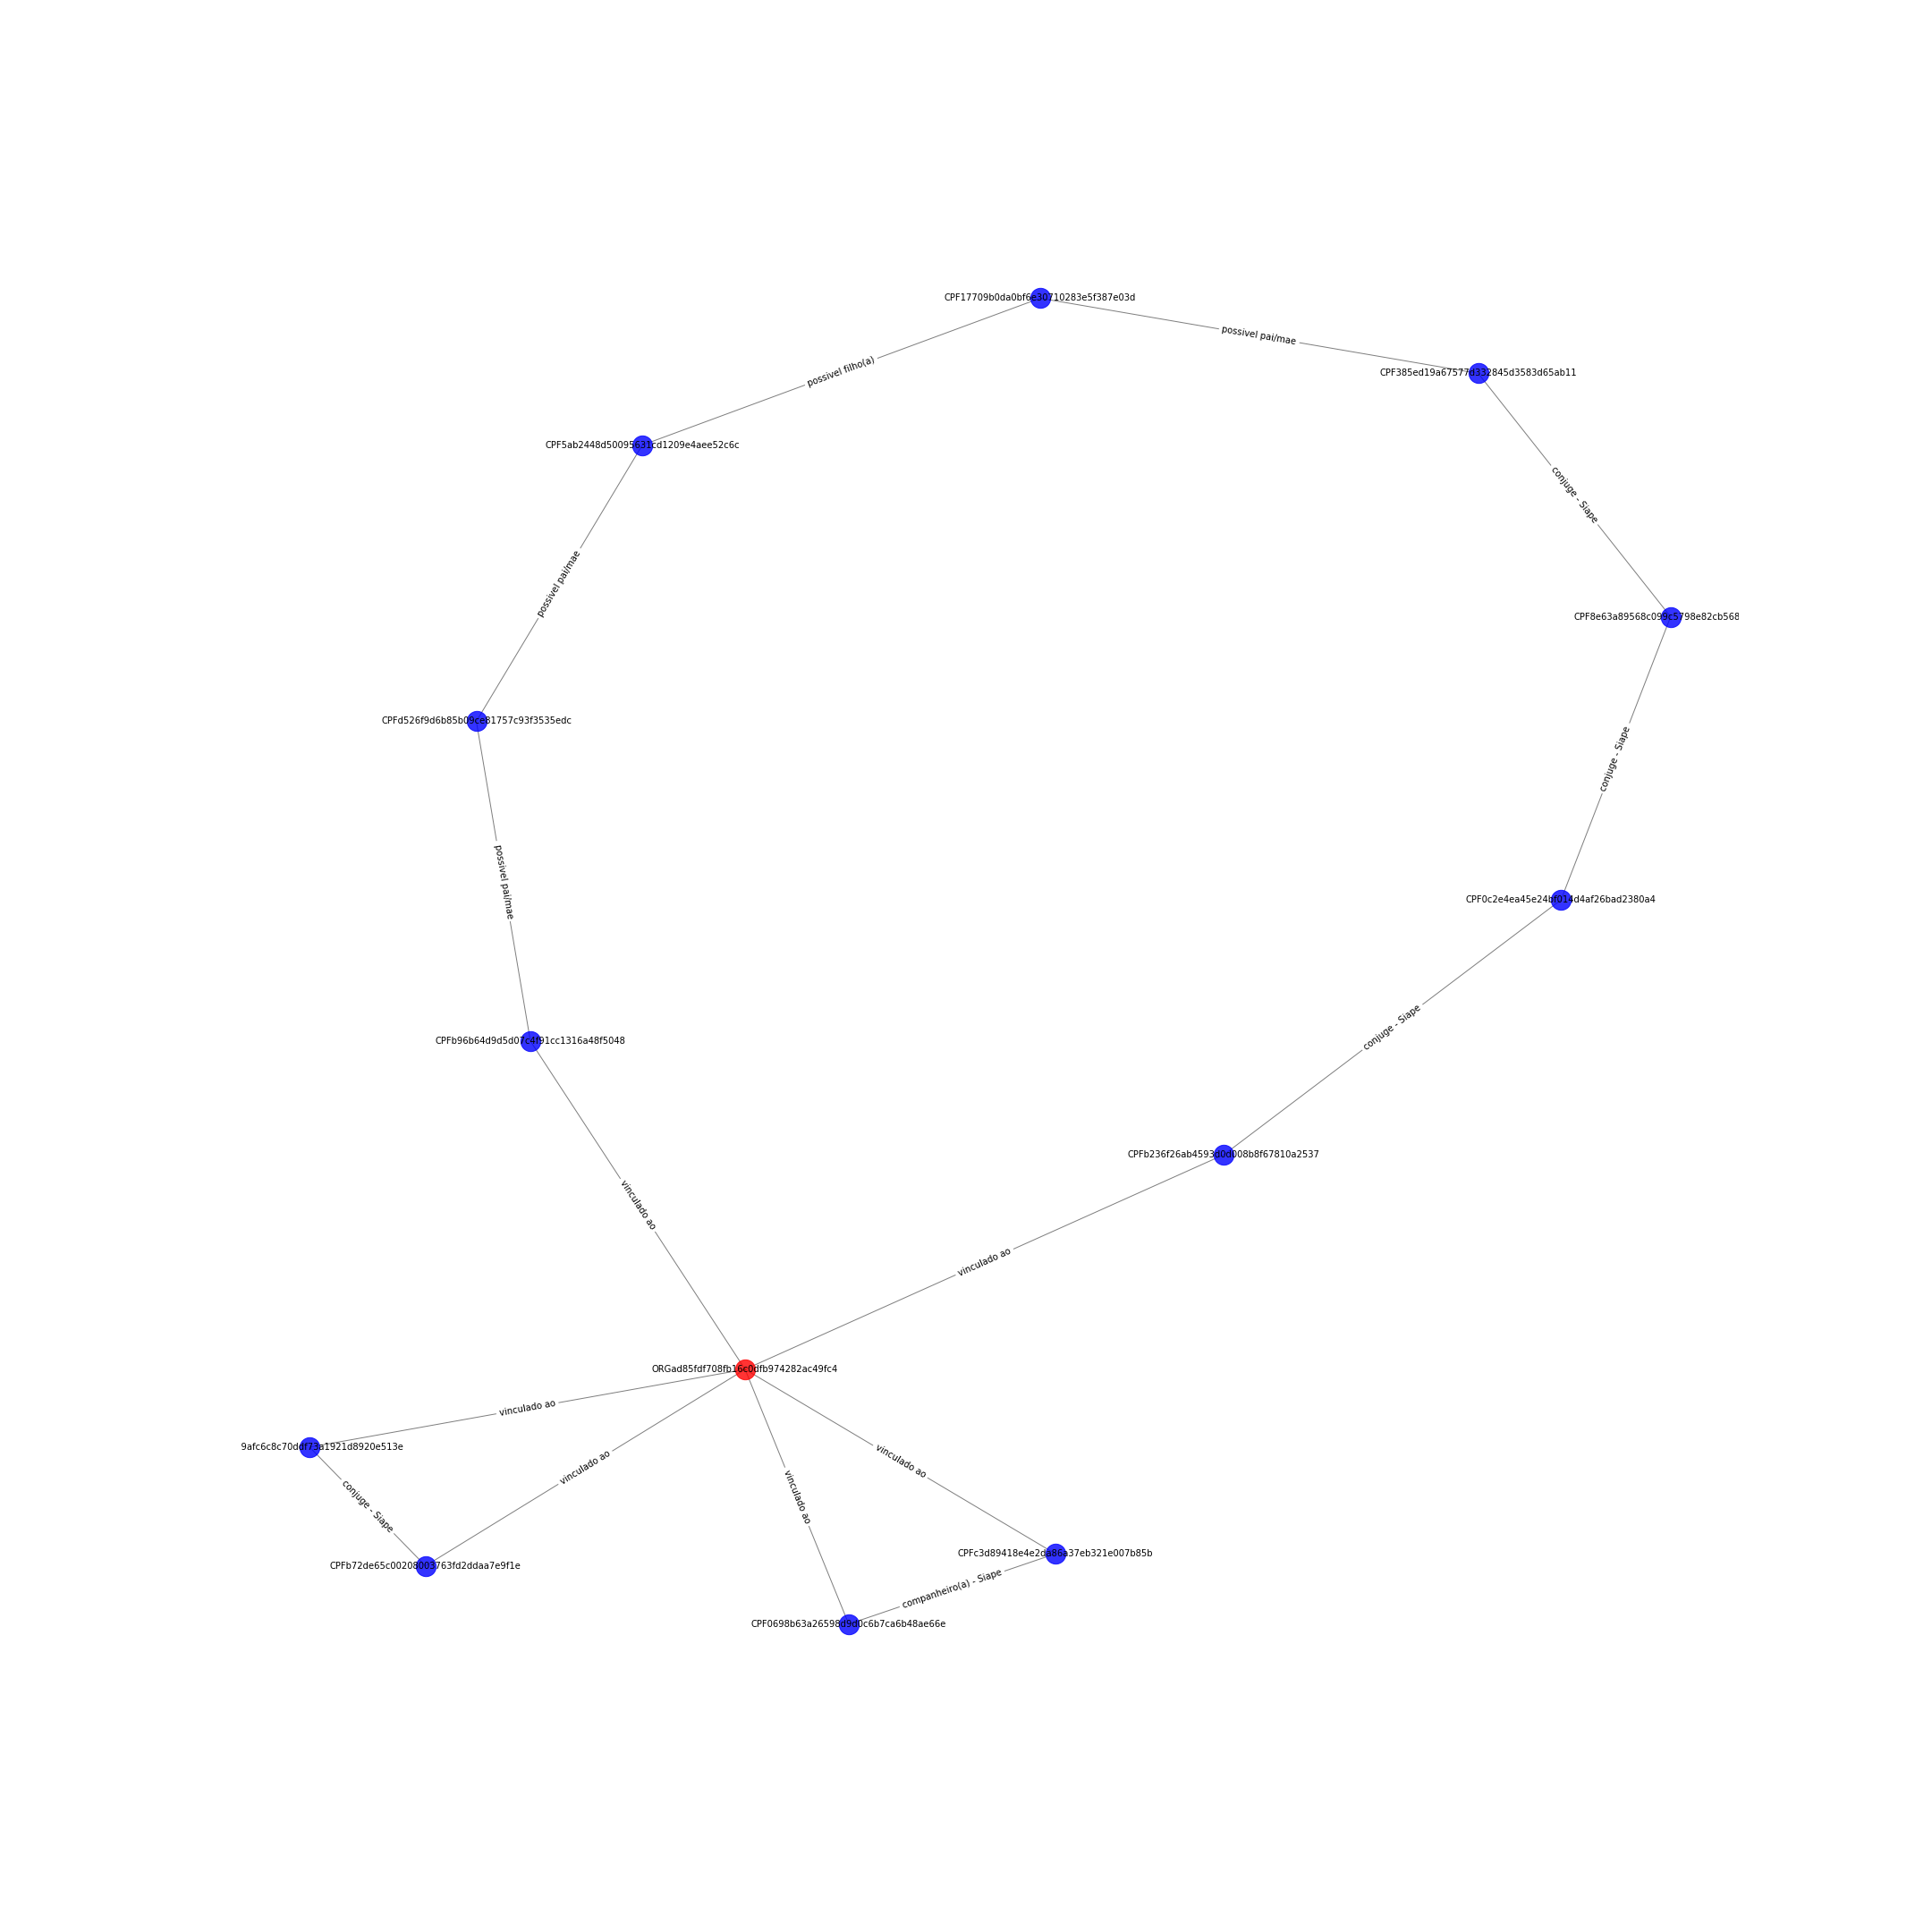 CPF17709b0da0bf6e30710283e5f387e03d
possivel pai/mae
possivel filho(a)
CPF385ed19a67577d332845d3583d65ab11
CPF5ab2448d50095631cd1209e4aee52c6c
conjuge - Siape
possivel pai/mae
CPF8e63a89568c099c5798e82cb568
CPFd526f9d6b85b09ce81757c93f3535edc
conjuge - Siape
possivel pai/mae
CPF0c2e4ea45e24bf014d4af26bad2380a4
conjuge - Siape
CPFb96b64d9d5d07c4f91cc1316a48f5048
CPFb236f26ab4593d0d008b8f67810a2537
vinculado ao
vinculado ao
ORGad85fdf708fb16c0dfb974282ac49fc4
vinculado ao
9afc6c8c70ddf73a1921d8920e513e
vinculado ao
vinculado ao
vinculado ao
conjuge - Siape
CPFc3d89418e4e2da86a37eb321e007b85b
CPFb72de65c00208003763fd2ddaa7e9f1e
companheiro(a) - Siape
CPF0698b63a26598d9d0c6b7ca6b48ae66e